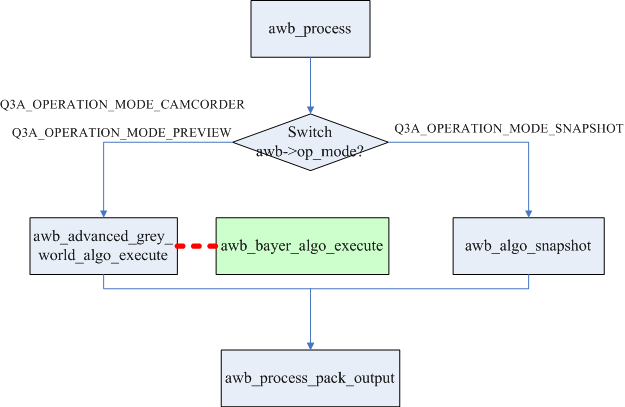 awb_process
Q3A_OPERATION_MODE_CAMCORDER
Q3A_OPERATION_MODE_PREVIEW
Switch
awb->op_mode?
Q3A_OPERATION_MODE_SNAPSHOT
awb_advanced_grey_
world_algo_execute
awb_bayer_algo_execute
awb_algo_snapshot
awb_process_pack_output